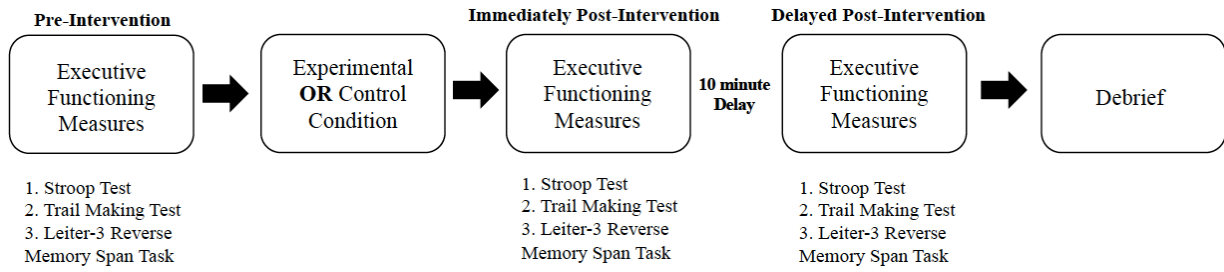 Pre-Intervention
Immediately Post-Intervention
Delayed Post-Intervention
Executive
Functioning
Measures
Experimental
OR Control
Condition
Executive
Functioning
Measures
10 minute
Delay
Executive
Functioning
Measures
Debrief
1. Stroop Test
2. Trail Making Test
3. Leiter-3 Reverse
Memory Span Task
1. Stroop Test
2. Trail Making Test
3. Leiter-3 Reverse
Memory Span Task
1. Stroop Test
2. Trail Making Test
3. Leiter-3 Reverse
Memory Span Task